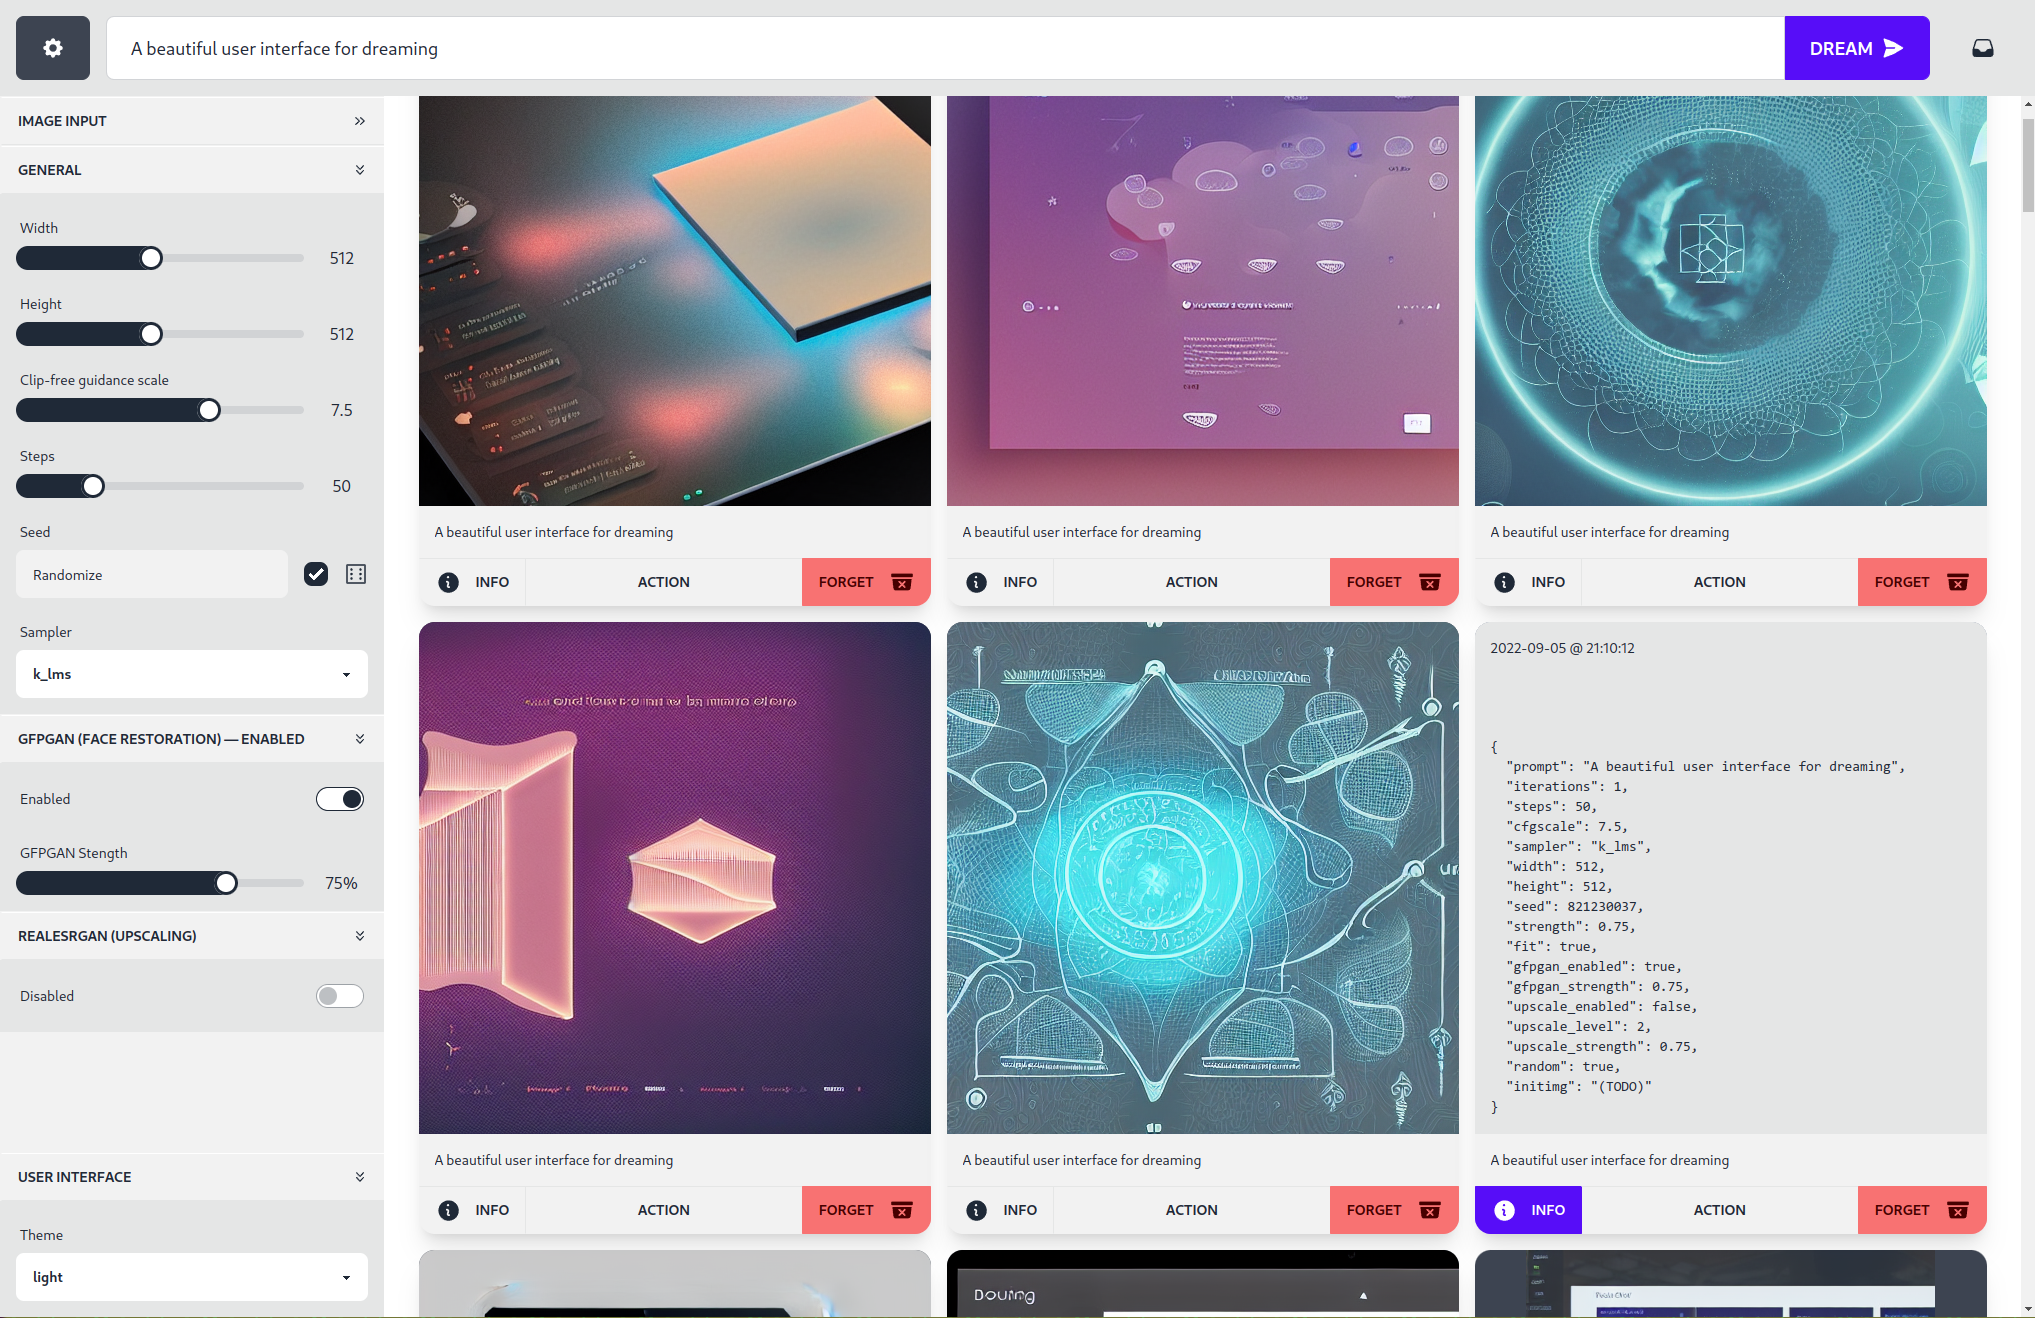 A beautiful user interface for dreaming
DREAM
IMAGE INPUT
GENERAL
Width
512
Height
512
Clip-free guidance scale
7.5
Steps
50
Seed
Randomize
Sampler
k_lms
GFPGAN (FACE RESTORATION) — ENABLED
Enabled
GFPGAN Stength
75%
REALESRGAN (UPSCALING)
Disabled
USER INTERFACE
Theme
light
A beautiful user interface for dreaming
INFO ACTION FORGET
A beautiful user interface for dreaming
INFO ACTION FORGET
A beautiful user interface for dreaming
INFO ACTION FORGET
A beautiful user interface for dreaming
INFO ACTION FORGET
A beautiful user interface for dreaming
INFO ACTION FORGET
2022-09-05 @ 21:10:12
{
"prompt": "A beautiful user interface for dreaming",
"iterations": 1,
"steps": 50,
"cfgscale": 7.5,
"sampler": "k_lms",
"width": 512,
"height": 512,
"seed": 821230037,
"strength": 0.75,
"fit": true,
"gfpgan_enabled": true,
"gfpgan_strength": 0.75,
"upscale_enabled": false,
"upscale_level": 2,
"upscale_strength": 0.75,
"random": true,
"initimg": "(TODO)"
}
A beautiful user interface for dreaming
INFO ACTION FORGET